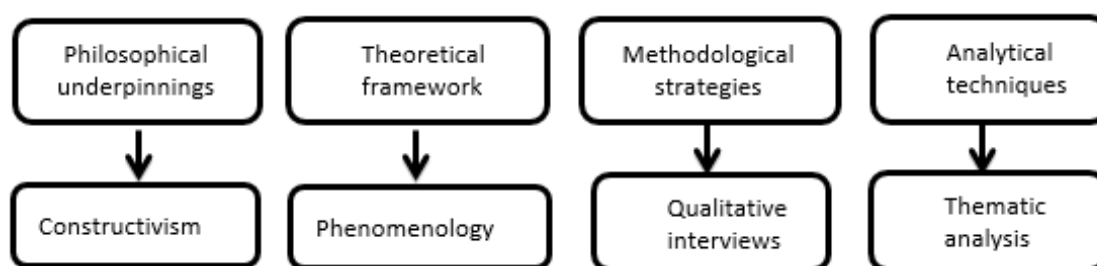 Philosophical
underpinnings
Theoretical
framework
Methodological
strategies
Analytical
techniques
Constructivism
Phenomenology
Qualitative
interviews
Thematic
analysis